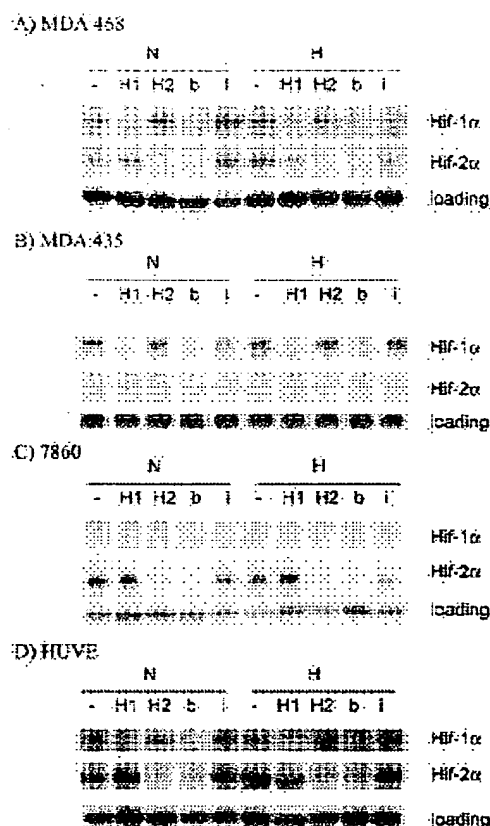 A) MDA 468
N H
- H1 H2 b i - H1 H2 b i
Hif-1α
Hif-2α
loading
B) MDA 435
N H
- H1 H2 b i - H1 H2 b i
Hif-1α
Hif-2α
loading
C) 7860
N H
- H1 H2 b i - H1 H2 b i
Hif-1α
Hif-2α
loading
D) HUVE
N H
- H1 H2 b i - H1 H2 b i
Hif-1α
Hif-2α
loading